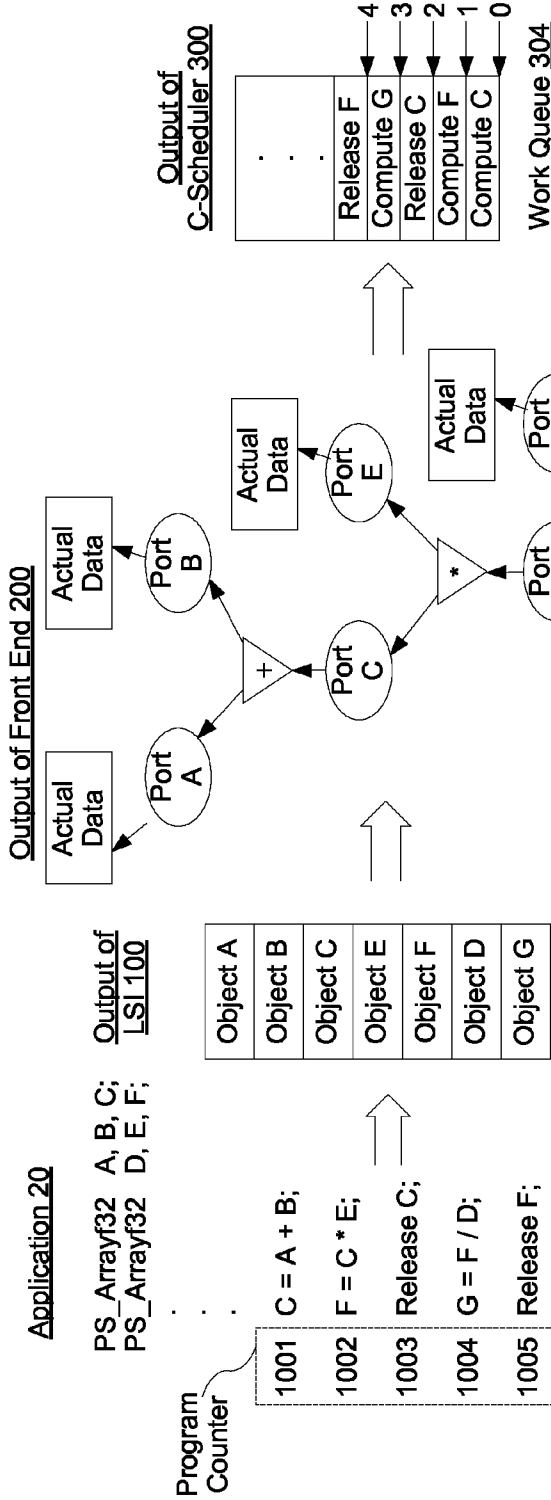 Application 20
PS_Arrayf32 A, B, C;
PS_Arrayf32 D, E, F;
.
.
.
Program
Counter
1001 C = A + B;
1002 F = C * E;
1003 Release C;
1004 G = F / D;
1005 Release F;
Output of
LSI 100
Object A
Object B
Object C
Object E
Object F
Object D
Object G
Output of Front End 200
Actual
Data
Actual
Data
Port
A
Port
B
+
Port
C
Actual
Data
Port
E
*
Actual
Data
Port
Port
Output of
C-Scheduler 300
.
.
.
Release F
Compute G
Release C
Compute F
Compute C
4
3
2
1
0
Work Queue 304